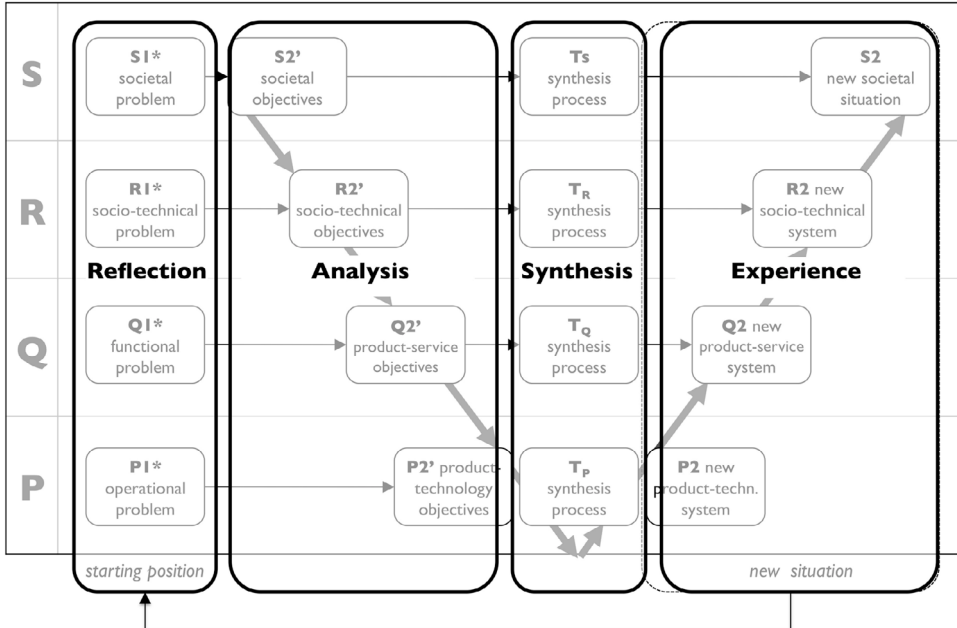 S
S1*
societal
problem
S2’
societal
objectives
Ts
synthesis
process
S2
new societal
situation
R
R1*
socio-technical
problem
R2’
socio-technical
objectives
TR
synthesis
process
R2 new
socio-technical
system
Reflection
Analysis
Synthesis
Experience
Q
Q1*
functional
problem
Q2’
product-service
objectives
TQ
synthesis
process
Q2 new
product-service
system
P
P1*
operational
problem
P2’ product-
technology
objectives
TP
synthesis
process
P2 new
product-techn.
system
starting position
new situation